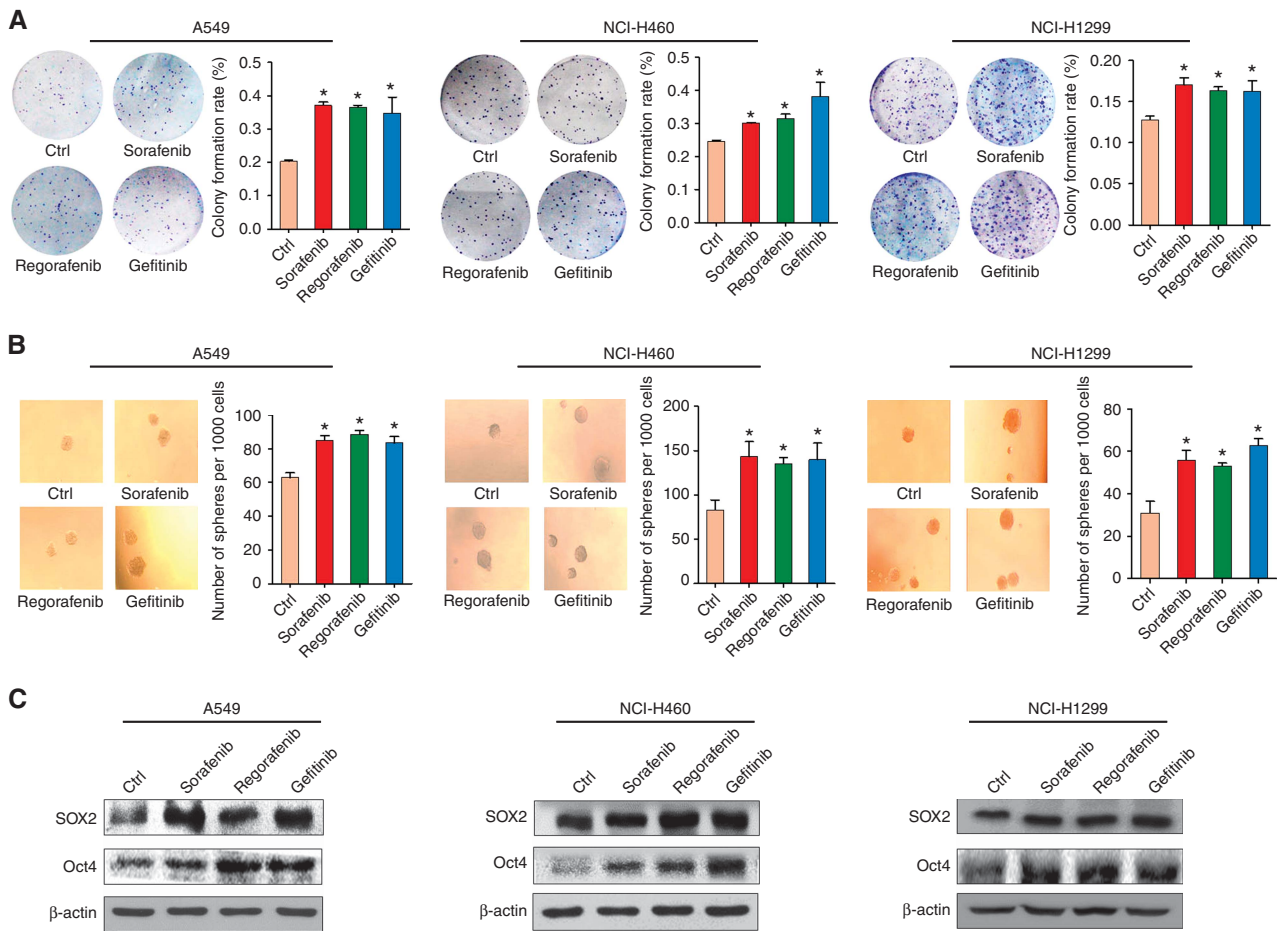 A
A549
NCI-H460
NCI-H1299
Ctrl
Sorafenib
Regorafenib
Gefitinib
Colony formation rate (%)
0.5
0.4
0.3
0.2
0.1
0.0
Ctrl
Sorafenib
Regorafenib
Gefitinib
*
*
*
Ctrl
Sorafenib
Regorafenib
Gefitinib
Colony formation rate (%)
0.5
0.4
0.3
0.2
0.1
0.0
Ctrl
Sorafenib
Regorafenib
Gefitinib
*
*
*
Ctrl
Sorafenib
Regorafenib
Gefitinib
Colony formation rate (%)
0.20
0.15
0.10
0.05
0.00
Ctrl
Sorafenib
Regorafenib
Gefitinib
*
*
*
B
A549
NCI-H460
NCI-H1299
Ctrl
Sorafenib
Regorafenib
Gefitinib
Number of spheres per 1000 cells
100
80
60
40
20
0
Ctrl
Sorafenib
Regorafenib
Gefitinib
*
*
*
Ctrl
Sorafenib
Regorafenib
Gefitinib
Number of spheres per 1000 cells
200
150
100
50
0
Ctrl
Sorafenib
Regorafenib
Gefitinib
*
*
*
Ctrl
Sorafenib
Regorafenib
Gefitinib
Number of spheres per 1000 cells
80
60
40
20
0
Ctrl
Sorafenib
Regorafenib
Gefitinib
*
*
*
C
A549
Ctrl
Sorafenib
Regorafenib
Gefitinib
SOX2
Oct4
β-actin
NCI-H460
Ctrl
Sorafenib
Regorafenib
Gefitinib
SOX2
Oct4
β-actin
NCI-H1299
Ctrl
Sorafenib
Regorafenib
Gefitinib
SOX2
Oct4
β-actin